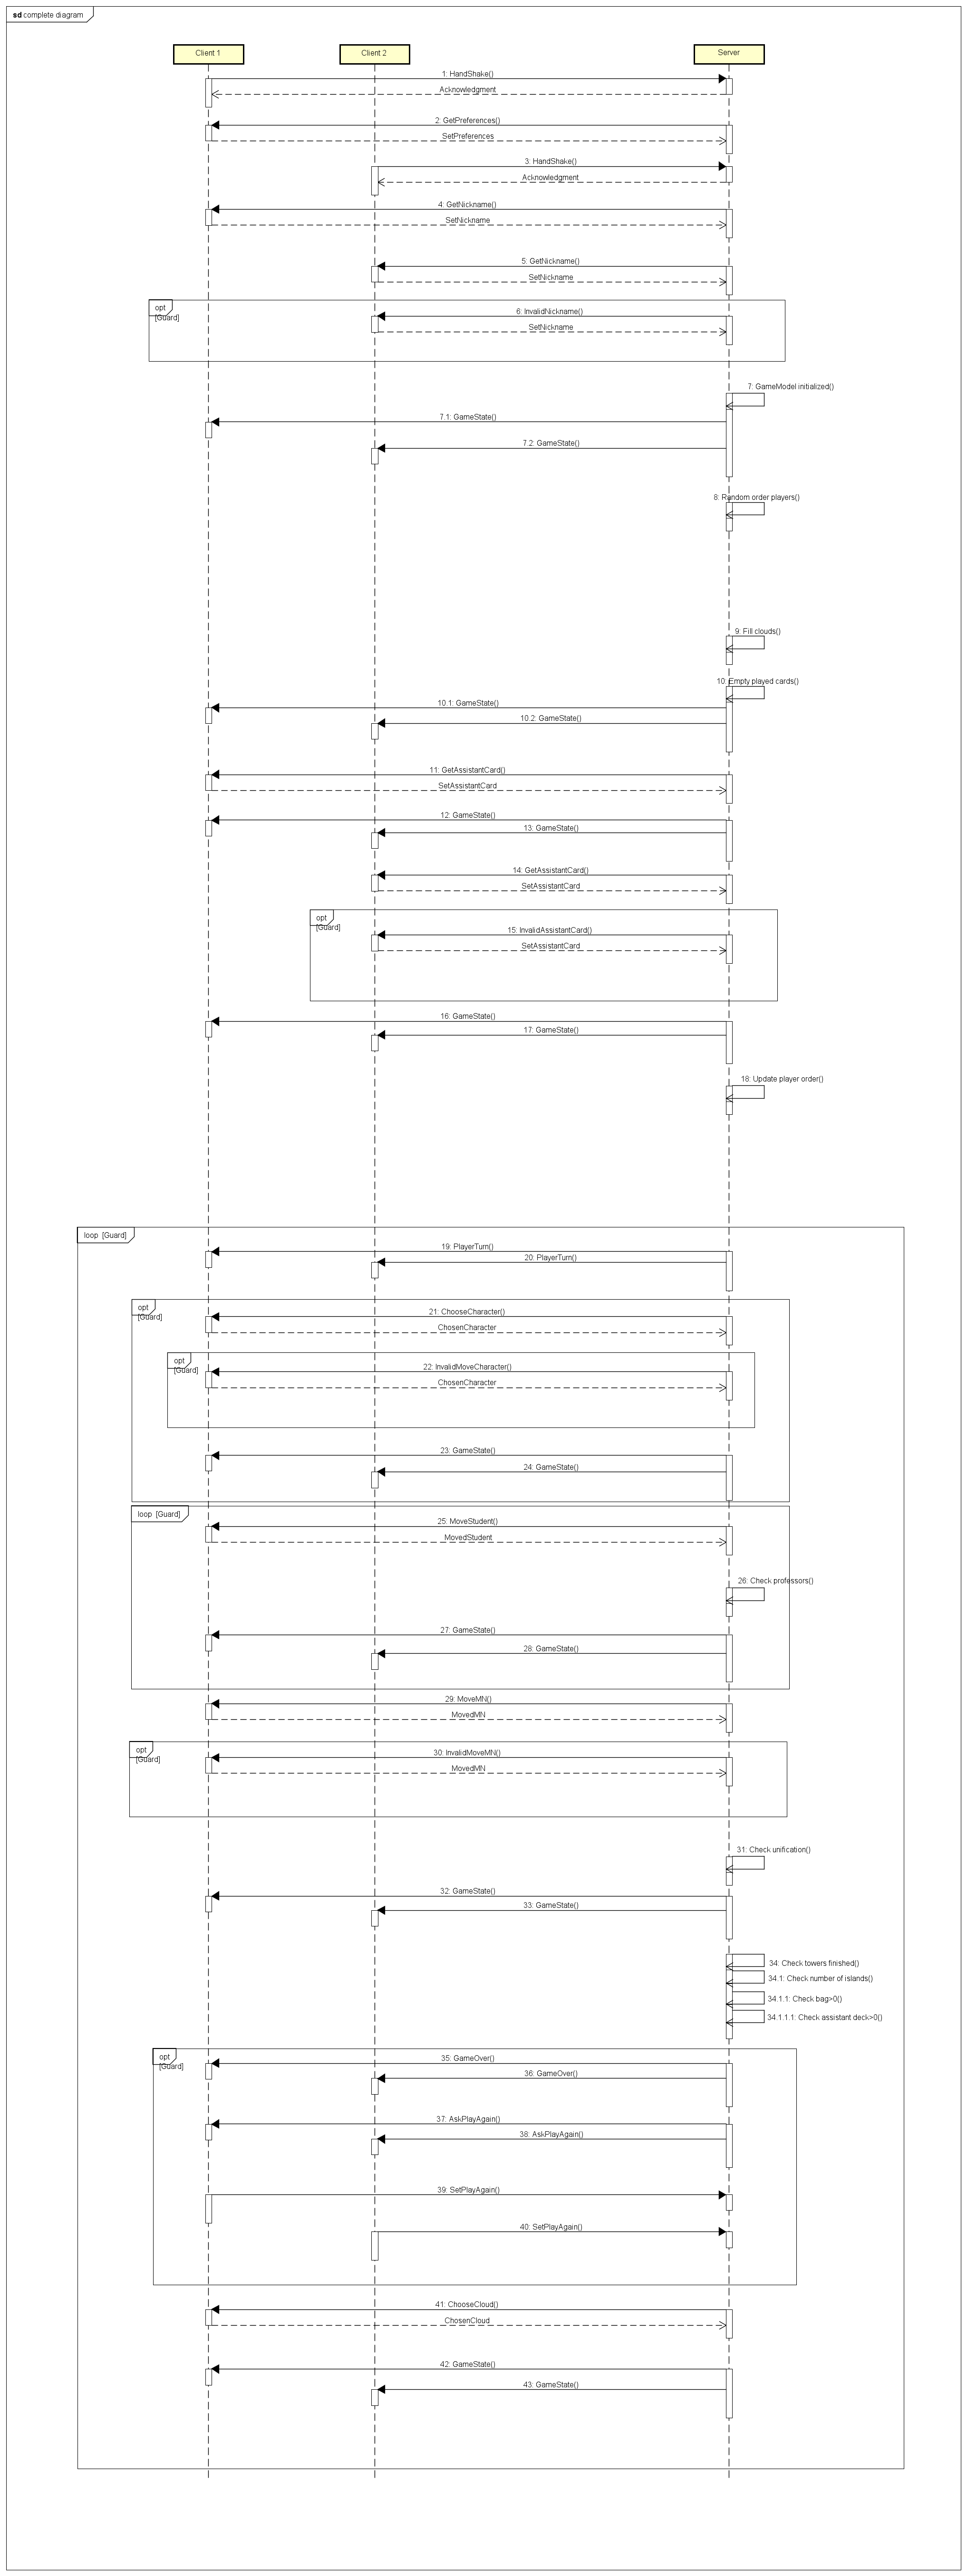 sd complete diagram
Client 1
Client 2
Server
1: HandShake()
Acknowledgment
2: GetPreferences()
SetPreferences
3: HandShake()
Acknowledgment
4: GetNickname()
SetNickname
5: GetNickname()
SetNickname
opt
[Guard]
6: InvalidNickname()
SetNickname
7: GameModel initialized()
7.1: GameState()
7.2: GameState()
8: Random order players()
9: Fill clouds()
10: Empty played cards()
10.1: GameState()
10.2: GameState()
11: GetAssistantCard()
SetAssistantCard
12: GameState()
13: GameState()
14: GetAssistantCard()
SetAssistantCard
opt
[Guard]
15: InvalidAssistantCard()
SetAssistantCard
16: GameState()
17: GameState()
18: Update player order()
loop [Guard]
19: PlayerTurn()
20: PlayerTurn()
opt
[Guard]
21: ChooseCharacter()
ChosenCharacter
opt
[Guard]
22: InvalidMoveCharacter()
ChosenCharacter
23: GameState()
24: GameState()
loop [Guard]
25: MoveStudent()
MovedStudent
26: Check professors()
27: GameState()
28: GameState()
29: MoveMN()
MovedMN
opt
[Guard]
30: InvalidMoveMN()
MovedMN
31: Check unification()
32: GameState()
33: GameState()
34: Check towers finished()
34.1: Check number of islands()
34.1.1: Check bag>0()
34.1.1.1: Check assistant deck>0()
opt
[Guard]
35: GameOver()
36: GameOver()
37: AskPlayAgain()
38: AskPlayAgain()
39: SetPlayAgain()
40: SetPlayAgain()
41: ChooseCloud()
ChosenCloud
42: GameState()
43: GameState()